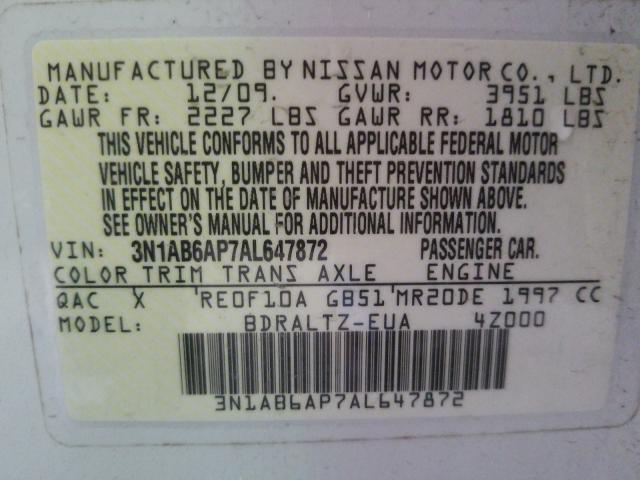 MANUFACTURED BY NISSAN MOTOR CO., LTD.
DATE: 12/09. GVWR: 3951 LBS
GAWR FR: 2227 LBS GAWR RR: 1810 LBS
THIS VEHICLE CONFORMS TO ALL APPLICABLE FEDERAL MOTOR
VEHICLE SAFETY, BUMPER AND THEFT PREVENTION STANDARDS
IN EFFECT ON THE DATE OF MANUFACTURE SHOWN ABOVE.
SEE OWNER'S MANUAL FOR ADDITIONAL INFORMATION.
VIN: 3N1AB6AP7AL647872 PASSENGER CAR.
COLOR TRIM TRANS AXLE ENGINE
QAC X RE0F10A GB51 MR20DE 1997 CC
MODEL: BDRALTZ-EUA 4Z000
3N1AB6AP7AL647872